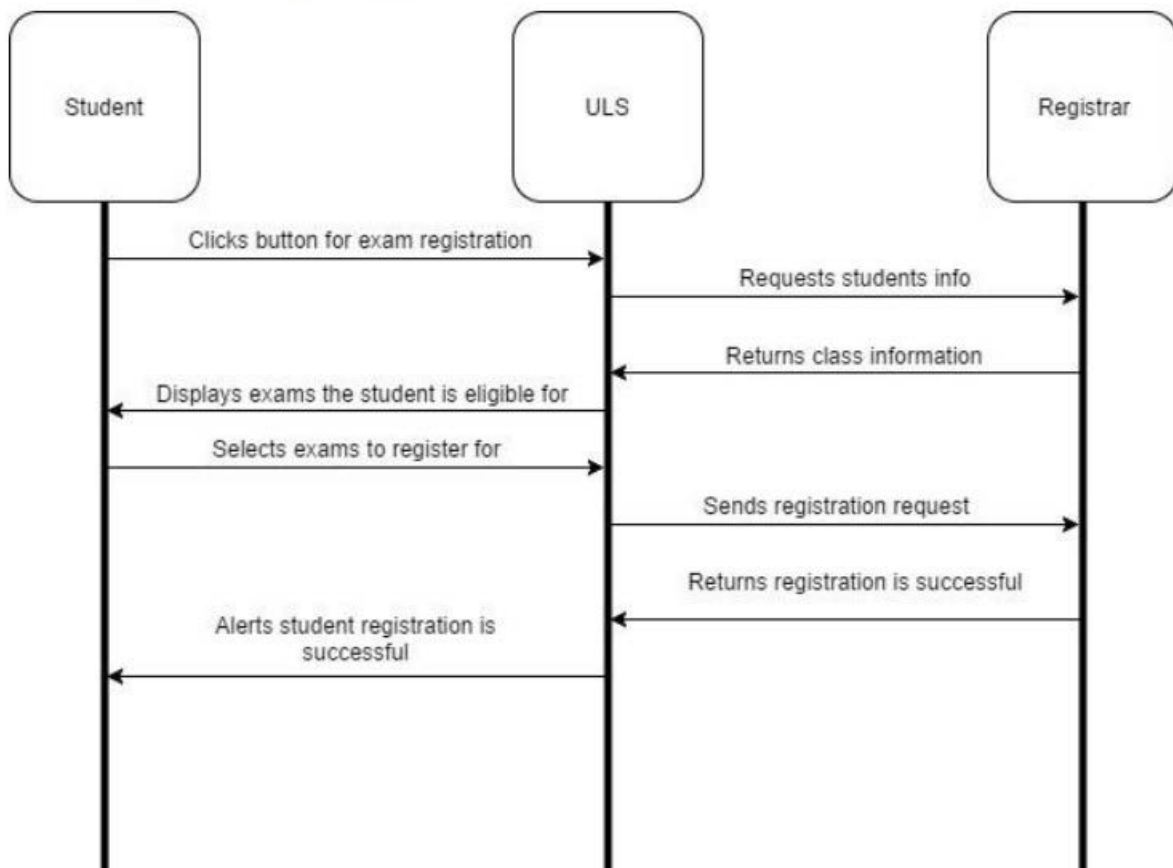 Student
ULS
Registrar
Clicks button for exam registration
Requests students info
Returns class information
Displays exams the student is eligible for
Selects exams to register for
Sends registration request
Returns registration is successful
Alerts student registration is
successful